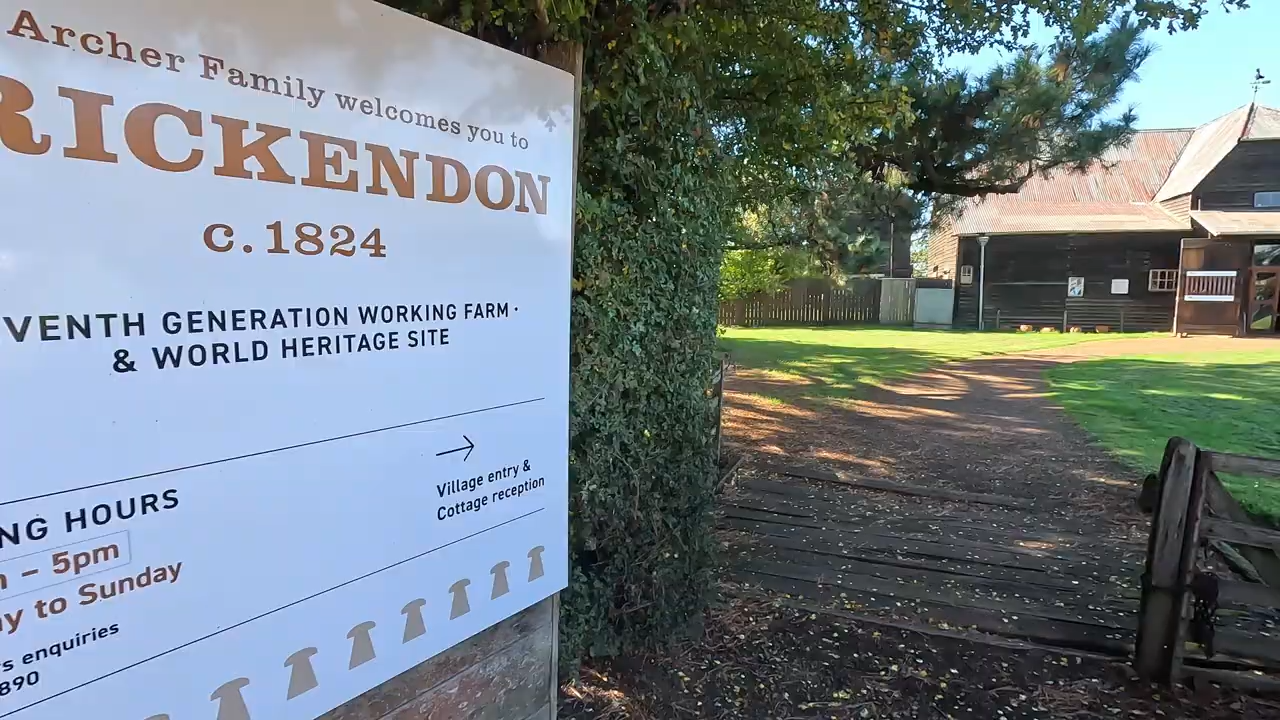 Archer Family welcomes you to
RICKENDON
c.1824
VENTH GENERATION WORKING FARM ·
& WORLD HERITAGE SITE
→
Village entry &
Cottage reception
NG HOURS
– 5pm
y to Sunday
s enquiries
890